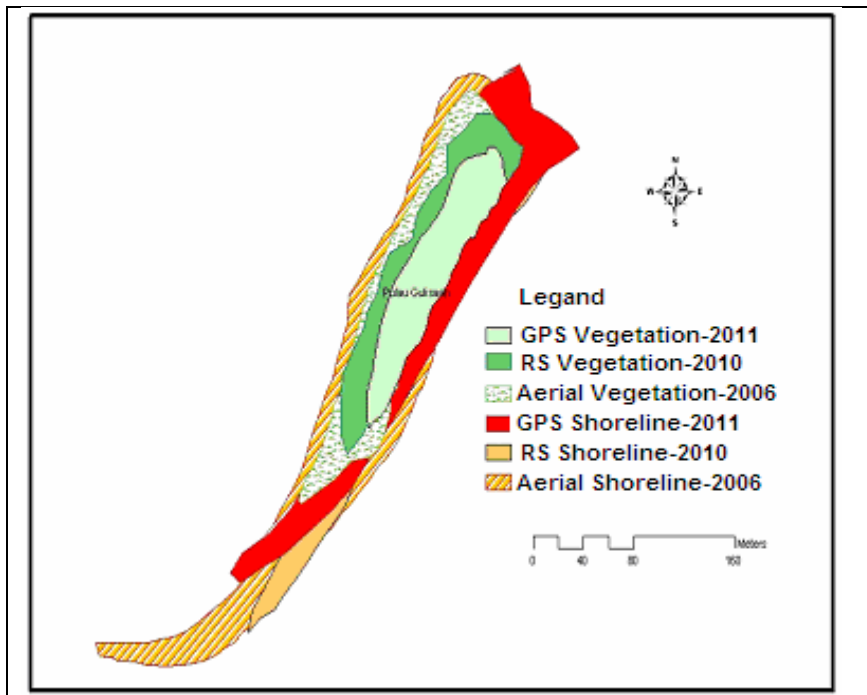 N
W E
S
Pulau
Legand
GPS Vegetation-2011
RS Vegetation-2010
Aerial Vegetation-2006
GPS Shoreline-2011
RS Shoreline-2010
Aerial Shoreline-2006
Meters
0 40 80 160